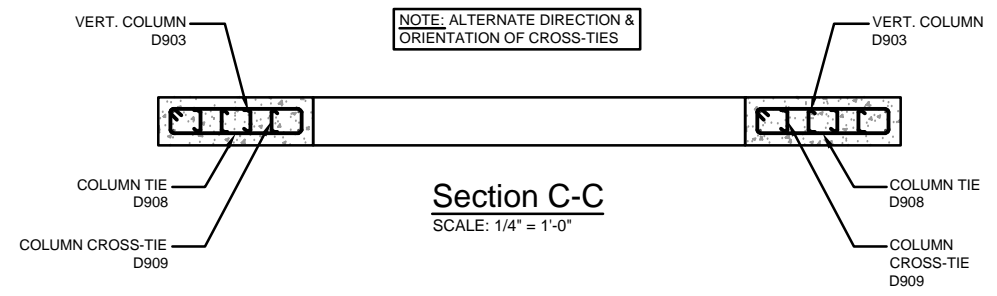 VERT. COLUMN
D903
NOTE: ALTERNATE DIRECTION &
ORIENTATION OF CROSS-TIES
VERT. COLUMN
D903
COLUMN TIE
D908
COLUMN CROSS-TIE
D909
Section C-C
SCALE: 1/4" = 1'-0"
COLUMN TIE
D908
COLUMN
CROSS-TIE
D909